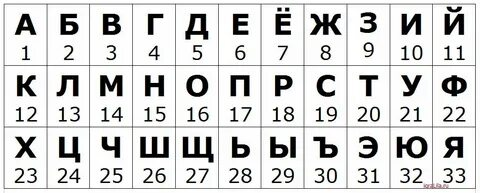 А Б В Г Д Е Ё Ж З И Й
1 2 3 4 5 6 7 8 9 10 11
К Л М Н О П Р С Т У Ф
12 13 14 15 16 17 18 19 20 21 22
Х Ц Ч Ш Щ Ь Ы Ъ Э Ю Я
23 24 25 26 27 28 29 30 31 32 33